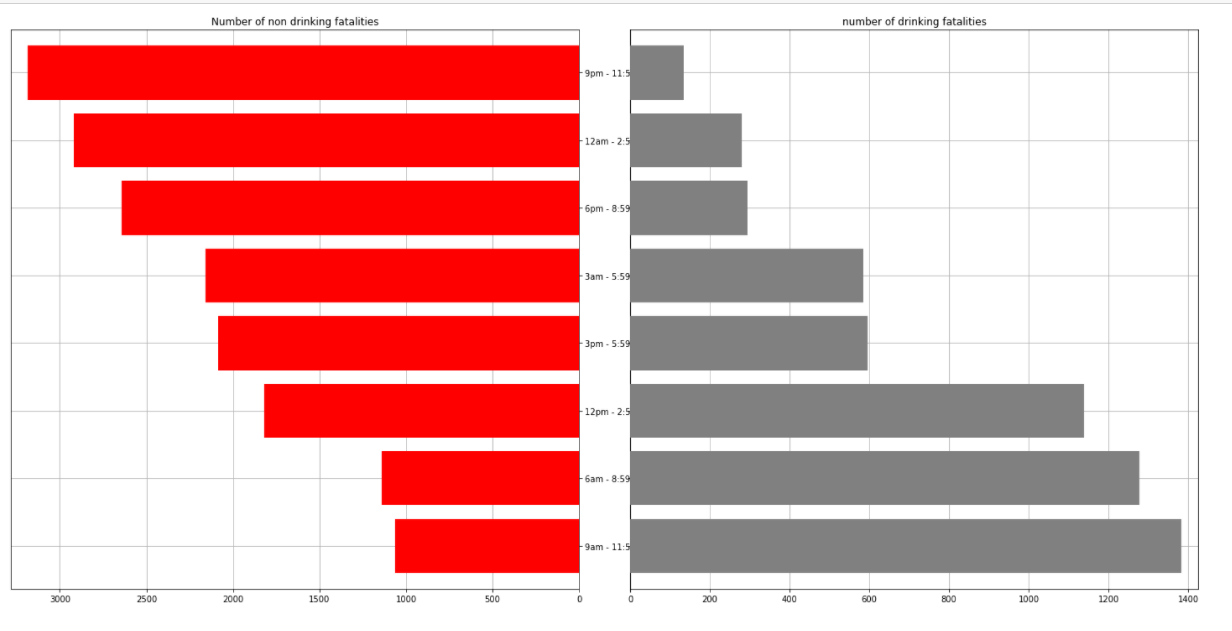 Number of non drinking fatalities
number of drinking fatalities
9pm - 11:5
12am - 2:5
6pm - 8:59
3am - 5:59
3pm - 5:59
12pm - 2:5
6am - 8:59
9am - 11:5
3000 2500 2000 1500 1000 500 0
0 200 400 600 800 1000 1200 1400